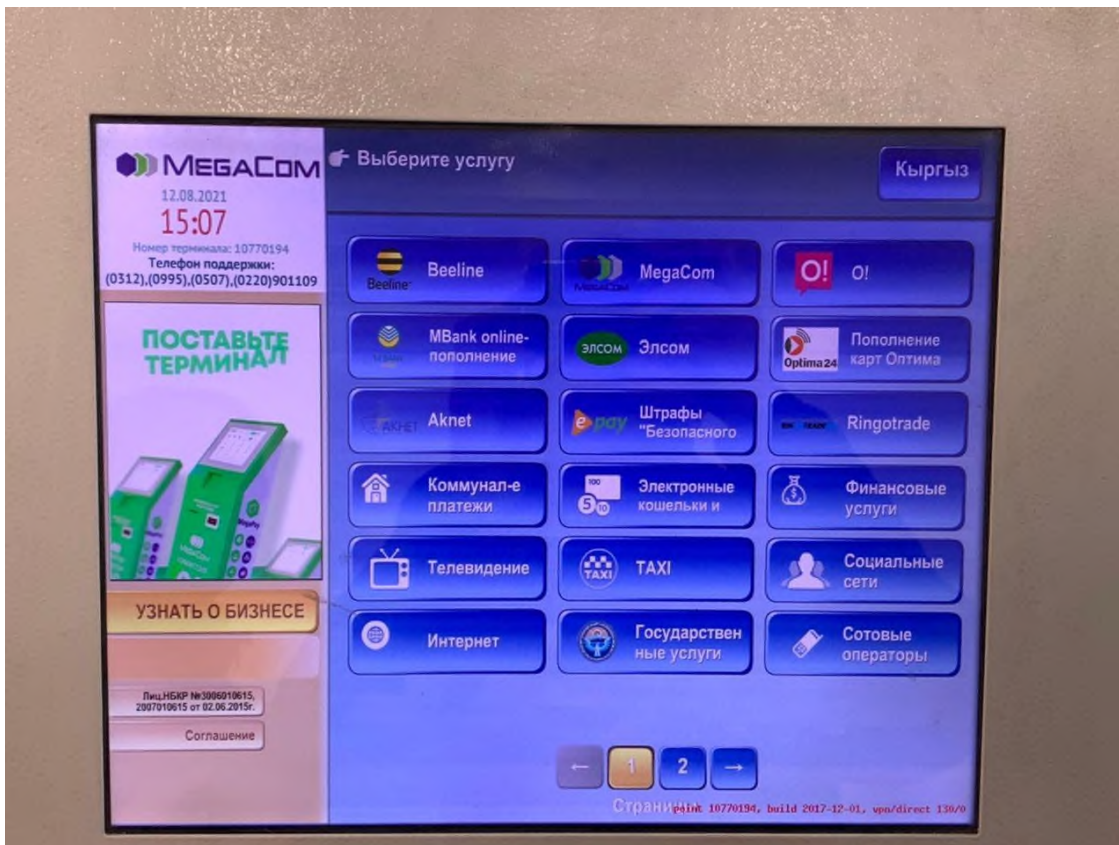 MEGACOM
12.08.2021
15:07
Номер терминала: 10770194
Телефон поддержки:
(0312),(0995),(0507),(0220)901109
ПОСТАВЬТЕ
ТЕРМИНАЛ
УЗНАТЬ О БИЗНЕСЕ
Лиц.НБКР №3006010615,
2007010615 от 02.06.2015г.
Соглашение
Выберите услугу
Кыргыз
Beeline
Beeline
MEGACOM
MegaCom
O!
O!
MBank online-
пополнение
элсом
Элсом
Optima24
Пополнение
карт Оптима
AKNET
Aknet
e pay
Штрафы
"Безопасного
Ringotrade
Коммунал-е
платежи
100
5 10
Электронные
кошельки и
$
Финансовые
услуги
Телевидение
TAXI
TAXI
Социальные
сети
Интернет
Государствен
ные услуги
Сотовые
операторы
← 1 2 →
Страницы
point 10770194, build 2017-12-01, vpn/direct 130/0